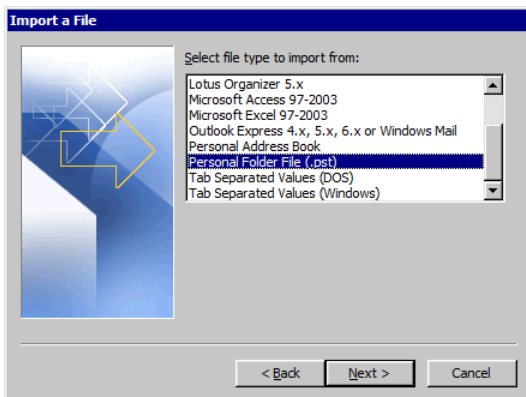 Import a File
Select file type to import from:
Lotus Organizer 5.x
Microsoft Access 97-2003
Microsoft Excel 97-2003
Outlook Express 4.x, 5.x, 6.x or Windows Mail
Personal Address Book
Personal Folder File (.pst)
Tab Separated Values (DOS)
Tab Separated Values (Windows)
< Back Next > Cancel